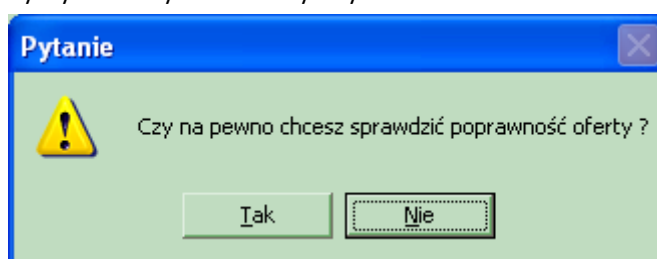 Pytanie
Czy na pewno chcesz sprawdzić poprawność oferty ?
Tak
Nie